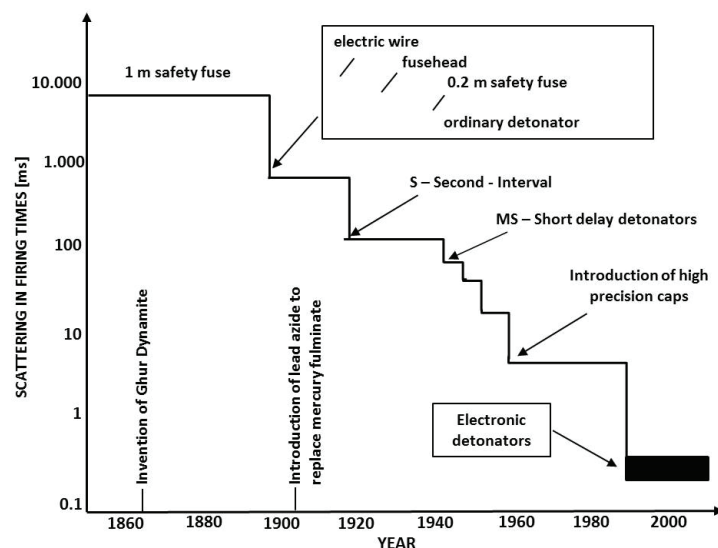 electric wire
fusehead
0.2 m safety fuse
ordinary detonator
1 m safety fuse
S – Second - Interval
MS – Short delay detonators
Introduction of high
precision caps
Electronic
detonators
Invention of Ghur Dynamite
Introduction of lead azide to
replace mercury fulminate
SCATTERING IN FIRING TIMES [ms]
10.000
1.000
100
10
1
0.1
1860
1880
1900
1920
1940
1960
1980
2000
YEAR